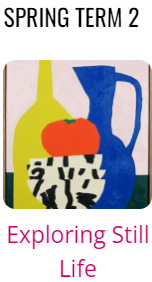 SPRING TERM 2
Exploring Still
Life